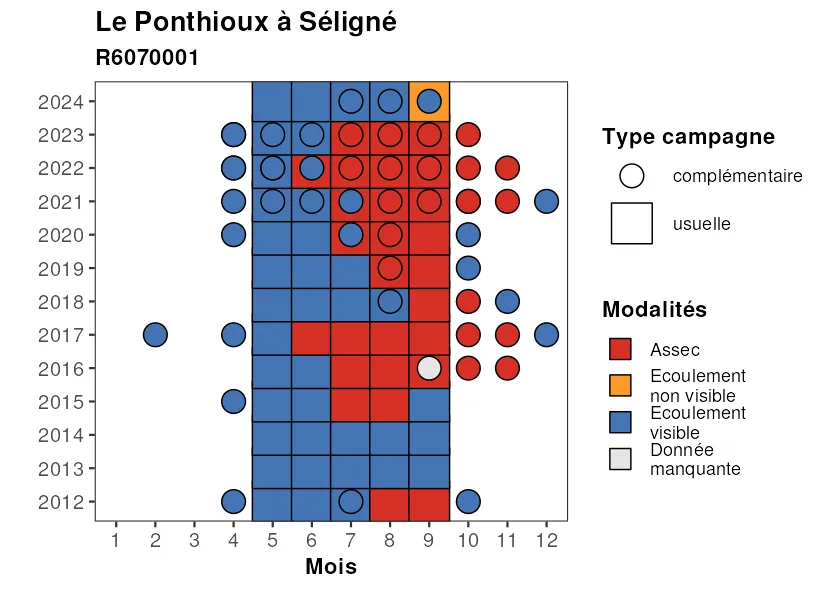 Le Ponthioux à Séligné
R6070001
2024
2023
2022
2021
2020
2019
2018
2017
2016
2015
2014
2013
2012
1 2 3 4 5 6 7 8 9 10 11 12
Mois
Type campagne
complémentaire
usuelle
Modalités
Assec
Ecoulement
non visible
Ecoulement
visible
Donnée
manquante